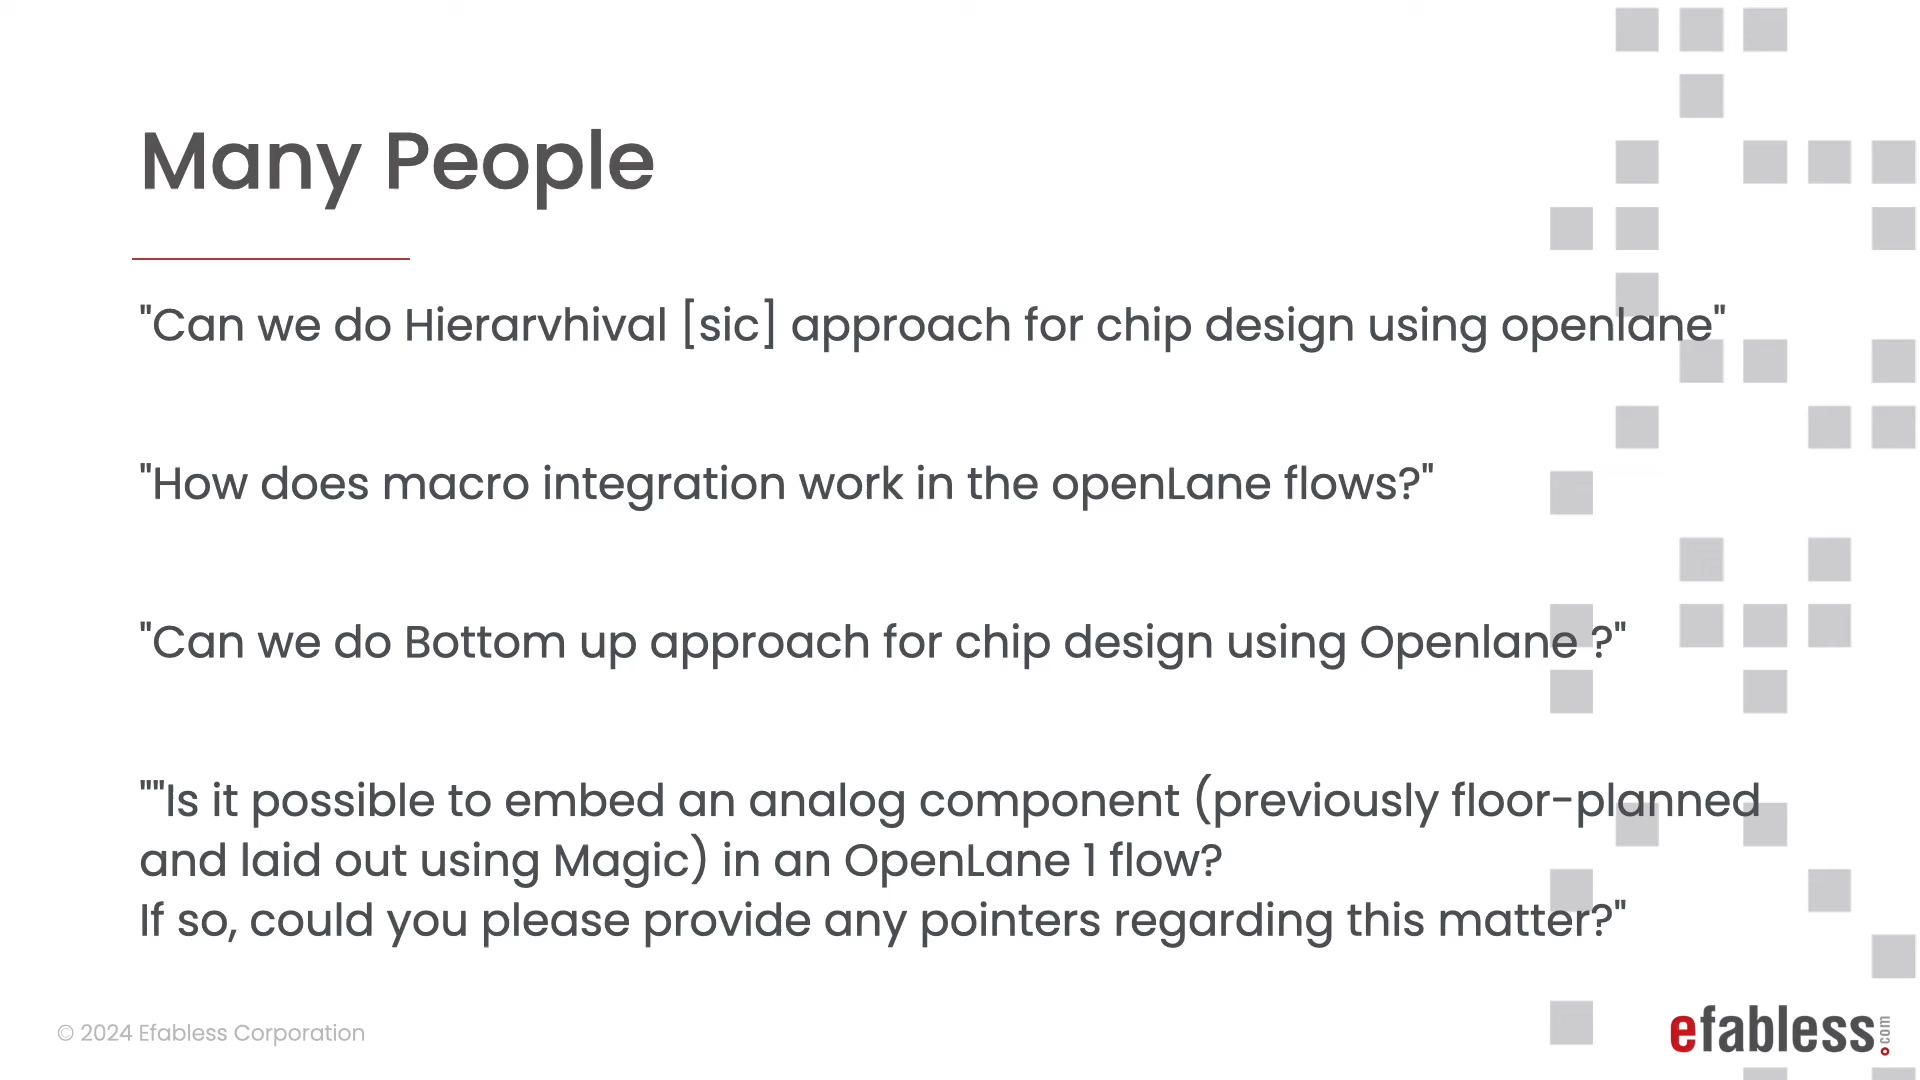 Many People
"Can we do Hierarvhival [sic] approach for chip design using openlane"
"How does macro integration work in the openLane flows?"
"Can we do Bottom up approach for chip design using Openlane ?"
""Is it possible to embed an analog component (previously floor-planned
and laid out using Magic) in an OpenLane 1 flow?
If so, could you please provide any pointers regarding this matter?"
© 2024 Efabless Corporation
efabless.com